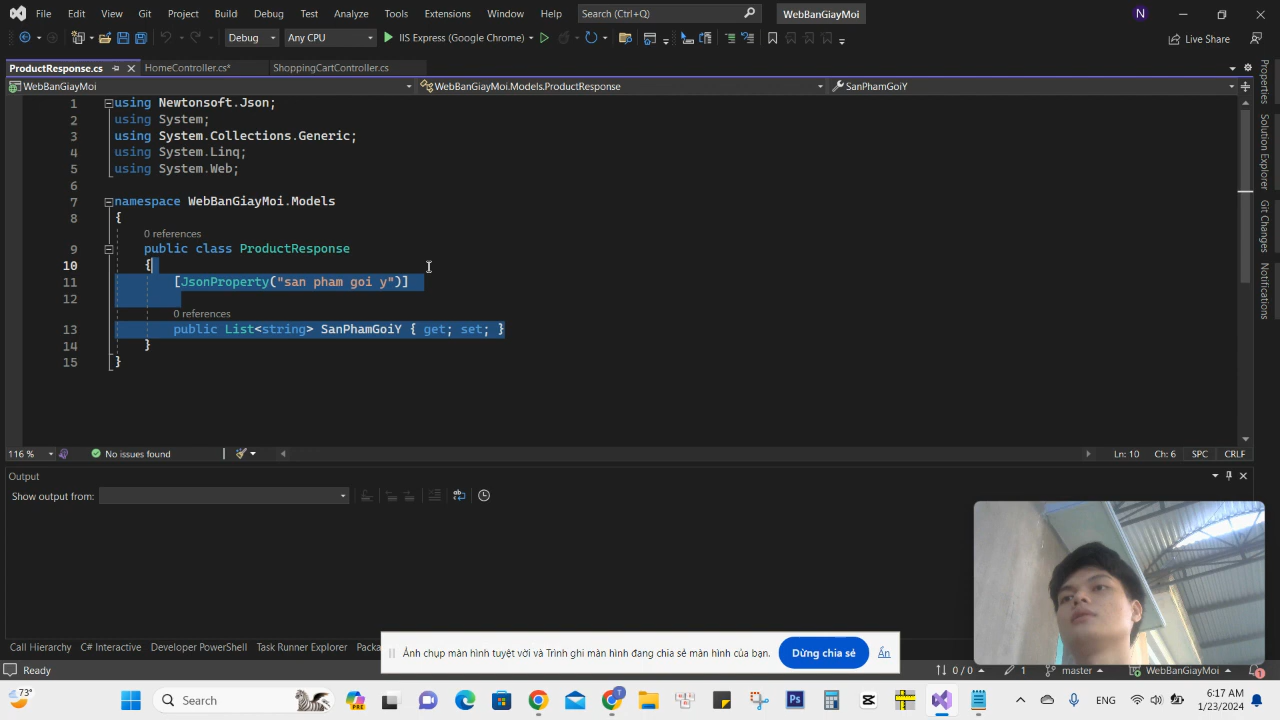 File Edit View Git Project Build Debug Test Analyze Tools Extensions Window Help Search (Ctrl+Q) WebBanGiayMoi N
Debug Any CPU IIS Express (Google Chrome) Live Share
ProductResponse.cs HomeController.cs* ShoppingCartController.cs
WebBanGiayMoi WebBanGiayMoi.Models.ProductResponse SanPhamGoiY
1 using Newtonsoft.Json;
2 using System;
3 using System.Collections.Generic;
4 using System.Linq;
5 using System.Web;
6
7 namespace WebBanGiayMoi.Models
8 {
0 references
9 public class ProductResponse
10 {
11 [JsonProperty("san pham goi y")]
12
0 references
13 public List<string> SanPhamGoiY { get; set; }
14 }
15 }
Properties
Solution Explorer
Git Changes
Notifications
116 % No issues found Ln: 10 Ch: 6 SPC CRLF
Output
Show output from:
Call Hierarchy C# Interactive Developer PowerShell Task Runner Explorer
Ảnh chụp màn hình tuyệt vời và Trình ghi màn hình đang chia sẻ màn hình của bạn. Dừng chia sẻ Ẩn
Ready 0 / 0 1 master WebBanGiayMoi 1
73° Search ENG 6:17 AM
1/23/2024